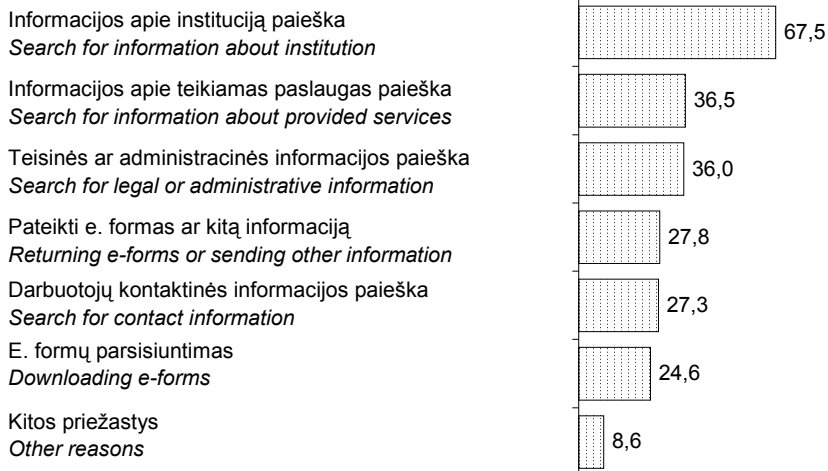 Informacijos apie instituciją paieška
Search for information about institution
67,5
Informacijos apie teikiamas paslaugas paieška
Search for information about provided services
36,5
Teisinės ar administracinės informacijos paieška
Search for legal or administrative information
36,0
Pateikti e. formas ar kitą informaciją
Returning e-forms or sending other information
27,8
Darbuotojų kontaktinės informacijos paieška
Search for contact information
27,3
E. formų parsisiuntimas
Downloading e-forms
24,6
Kitos priežastys
Other reasons
8,6